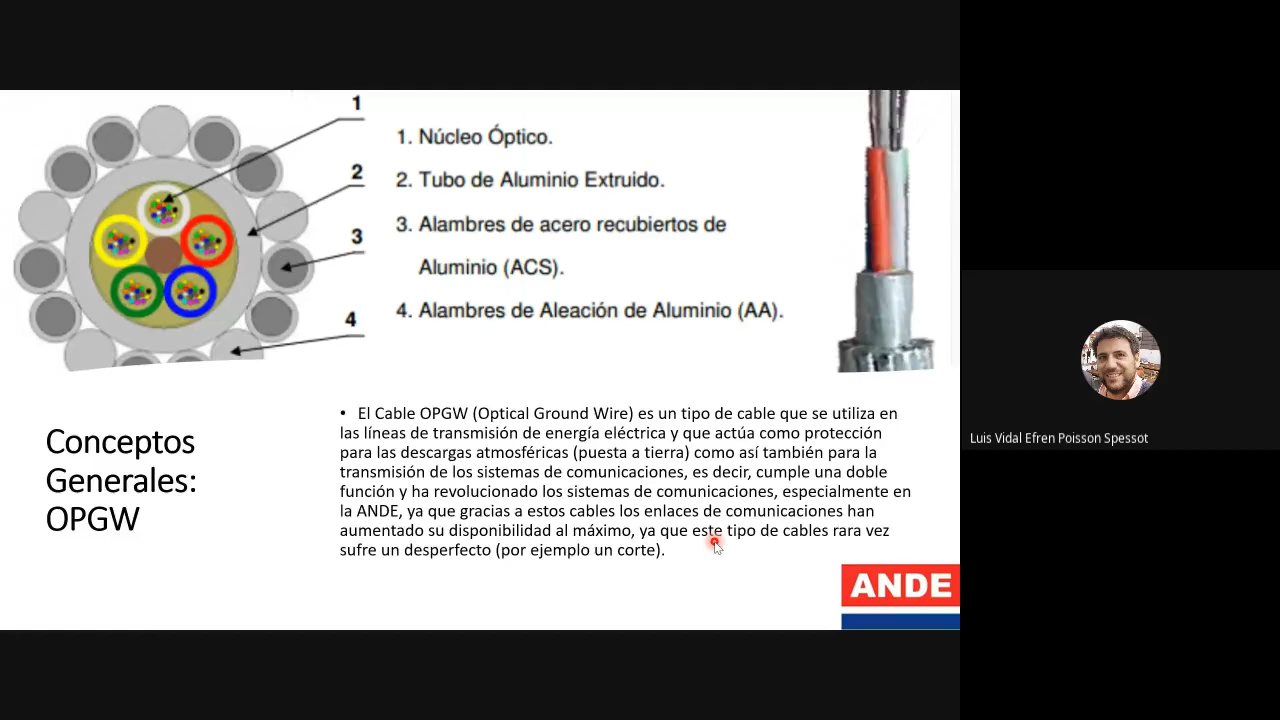 1
2
3
4
1. Núcleo Óptico.
2. Tubo de Aluminio Extruido.
3. Alambres de acero recubiertos de
Aluminio (ACS).
4. Alambres de Aleación de Aluminio (AA).
Conceptos
Generales:
OPGW
• El Cable OPGW (Optical Ground Wire) es un tipo de cable que se utiliza en
las líneas de transmisión de energía eléctrica y que actúa como protección
para las descargas atmosféricas (puesta a tierra) como así también para la
transmisión de los sistemas de comunicaciones, es decir, cumple una doble
función y ha revolucionado los sistemas de comunicaciones, especialmente en
la ANDE, ya que gracias a estos cables los enlaces de comunicaciones han
aumentado su disponibilidad al máximo, ya que este tipo de cables rara vez
sufre un desperfecto (por ejemplo un corte).
ANDE
Luis Vidal Efren Poisson Spessot